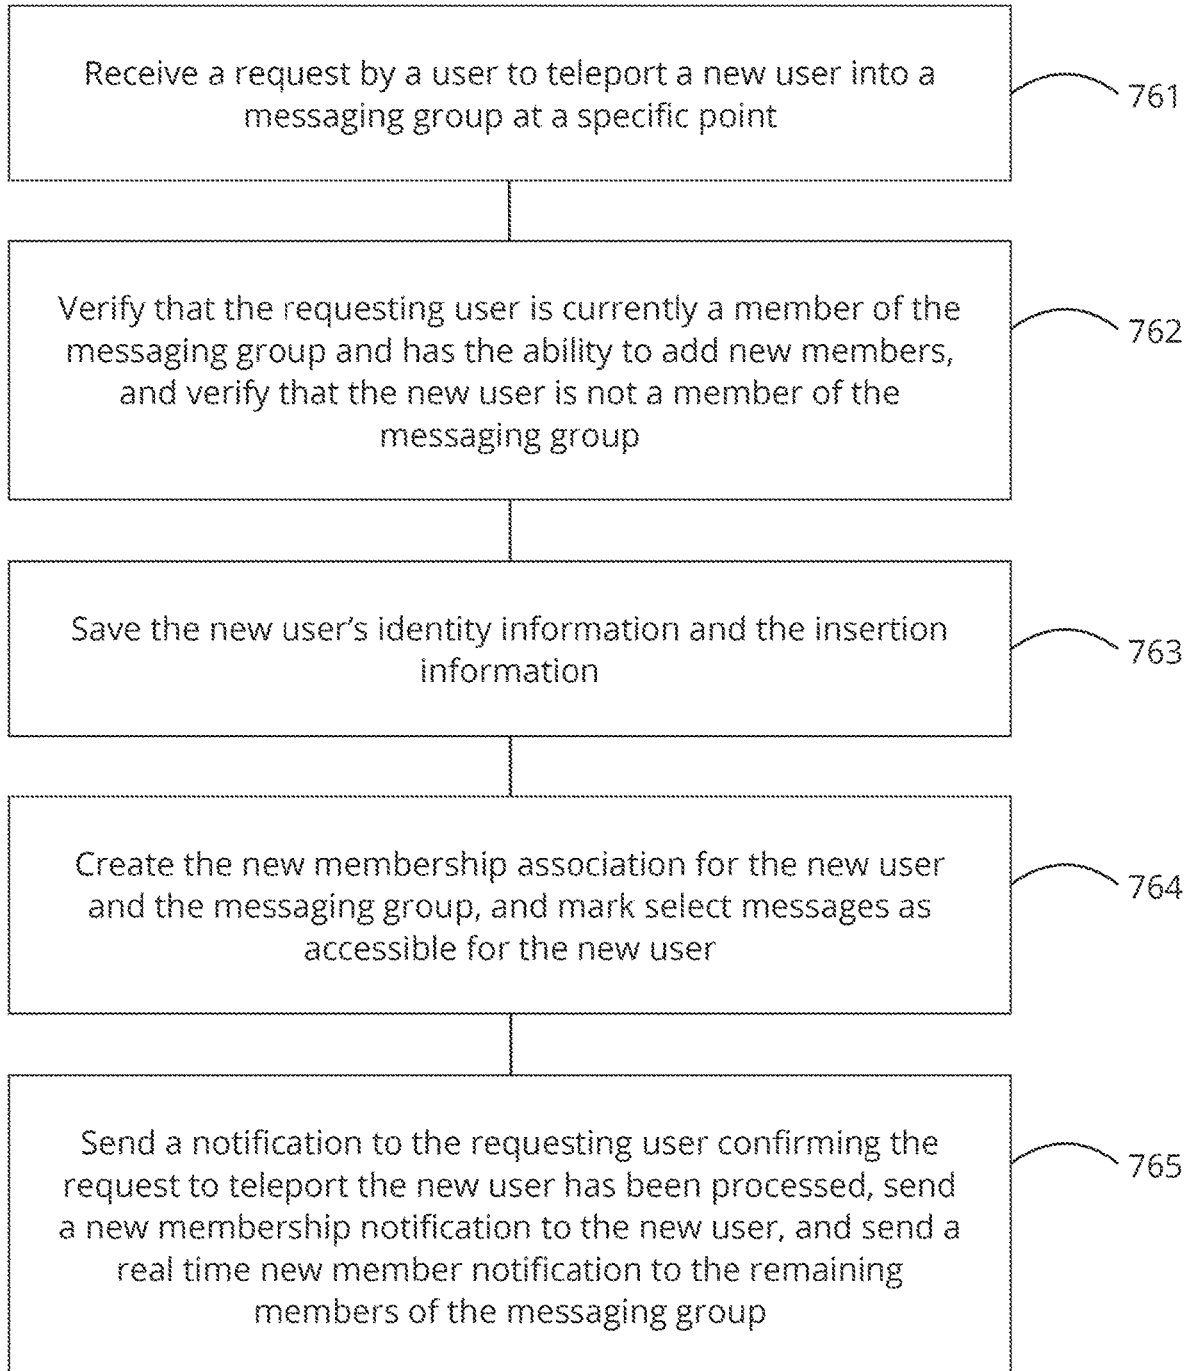 Receive a request by a user to teleport a new user into a
messaging group at a specific point
761
Verify that the requesting user is currently a member of the
messaging group and has the ability to add new members,
and verify that the new user is not a member of the
messaging group
762
Save the new user's identity information and the insertion
information
763
Create the new membership association for the new user
and the messaging group, and mark select messages as
accessible for the new user
764
Send a notification to the requesting user confirming the
request to teleport the new user has been processed, send
a new membership notification to the new user, and send a
real time new member notification to the remaining
members of the messaging group
765